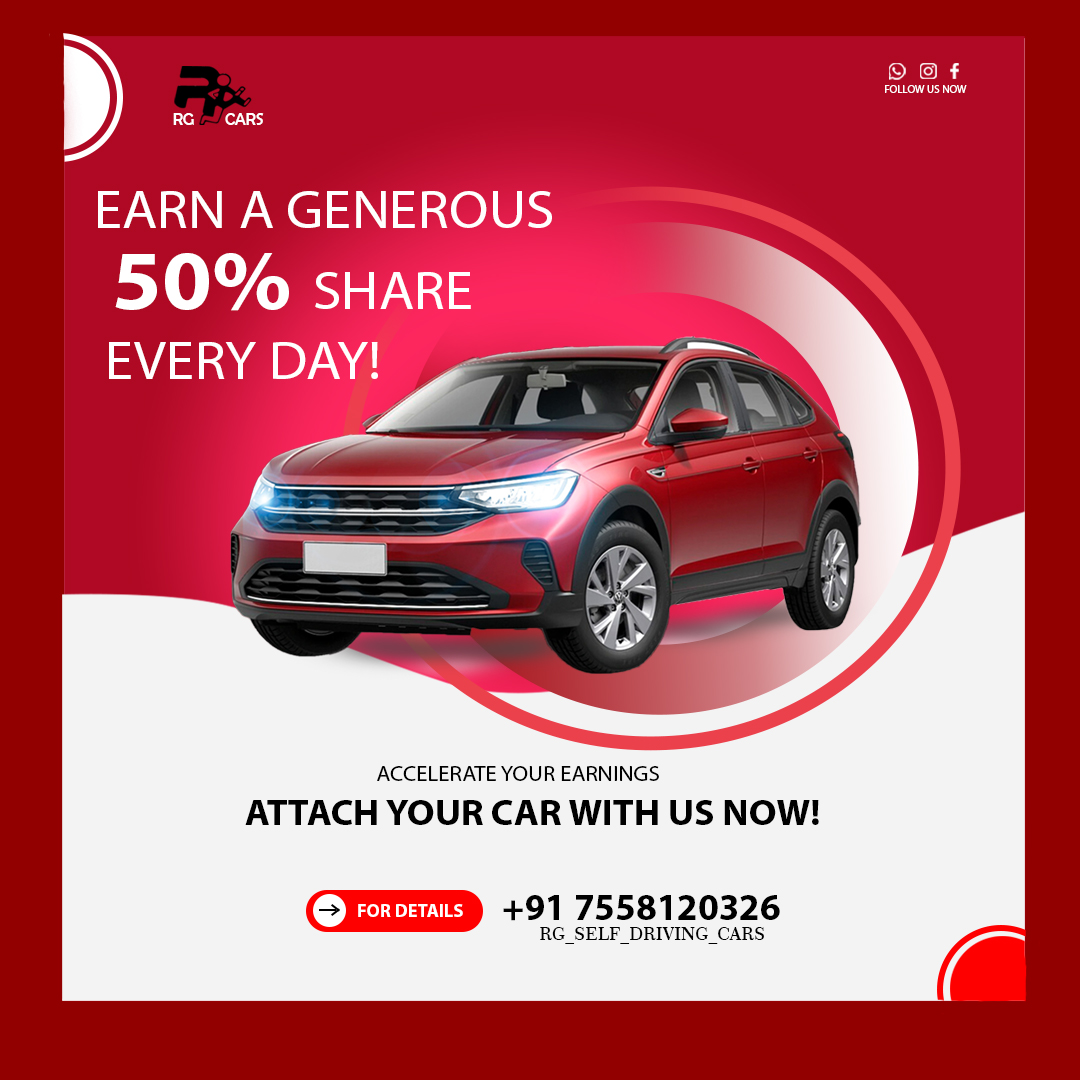 RG CARS
FOLLOW US NOW
EARN A GENEROUS
50% SHARE
EVERY DAY!
ACCELERATE YOUR EARNINGS
ATTACH YOUR CAR WITH US NOW!
FOR DETAILS
+91 7558120326
RG_SELF_DRIVING_CARS